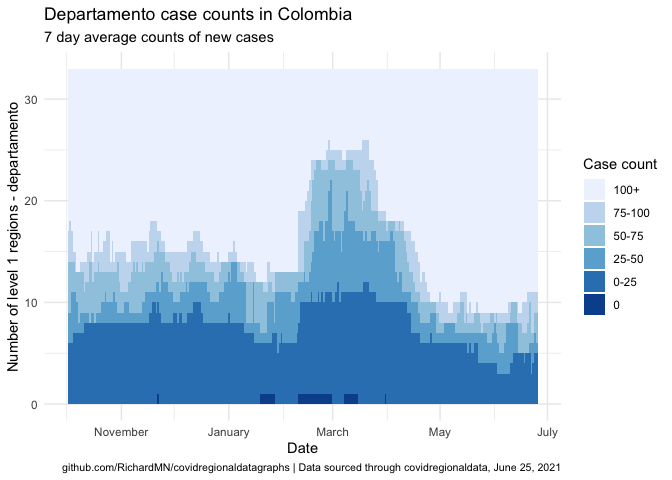 Departamento case counts in Colombia
7 day average counts of new cases
Number of level 1 regions - departamento
30
20
10
0
November
January
March
May
July
Date
Case count
100+
75-100
50-75
25-50
0-25
0
github.com/RichardMN/covidregionaldatagraphs | Data sourced through covidregionaldata, June 25, 2021